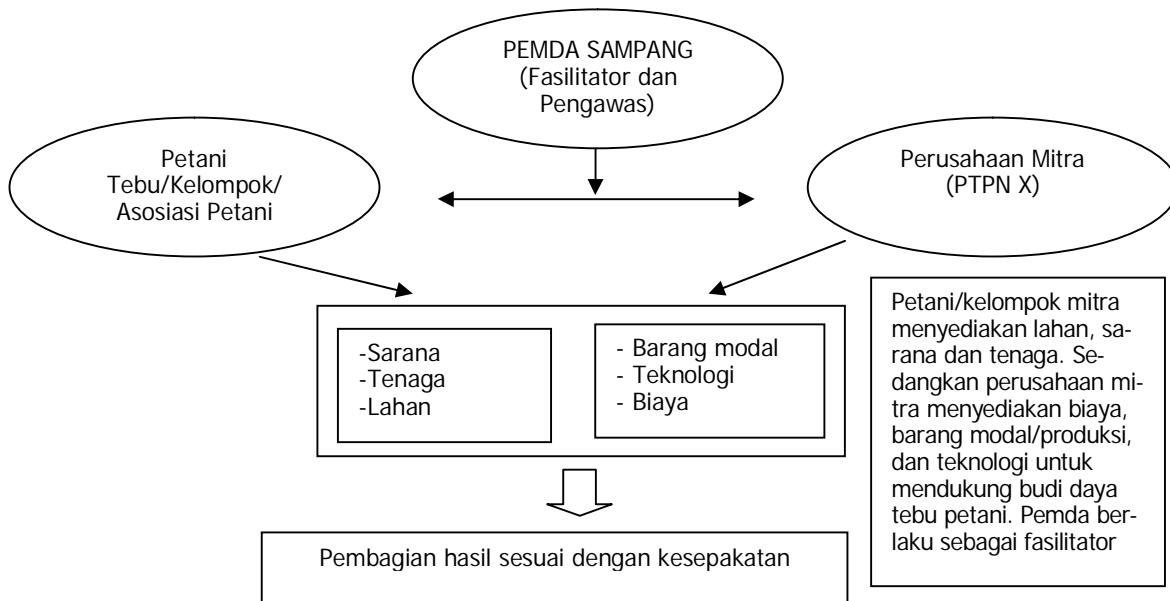 PEMDA SAMPANG
(Fasilitator dan
Pengawas)
Petani
Tebu/Kelompok/
Asosiasi Petani
Perusahaan Mitra
(PTPN X)
-Sarana
-Tenaga
-Lahan
- Barang modal
- Teknologi
- Biaya
Petani/kelompok mitra
menyediakan lahan, sa-
rana dan tenaga. Se-
dangkan perusahaan mi-
tra menyediakan biaya,
barang modal/produksi,
dan teknologi untuk
mendukung budi daya
tebu petani. Pemda ber-
laku sebagai fasilitator
Pembagian hasil sesuai dengan kesepakatan